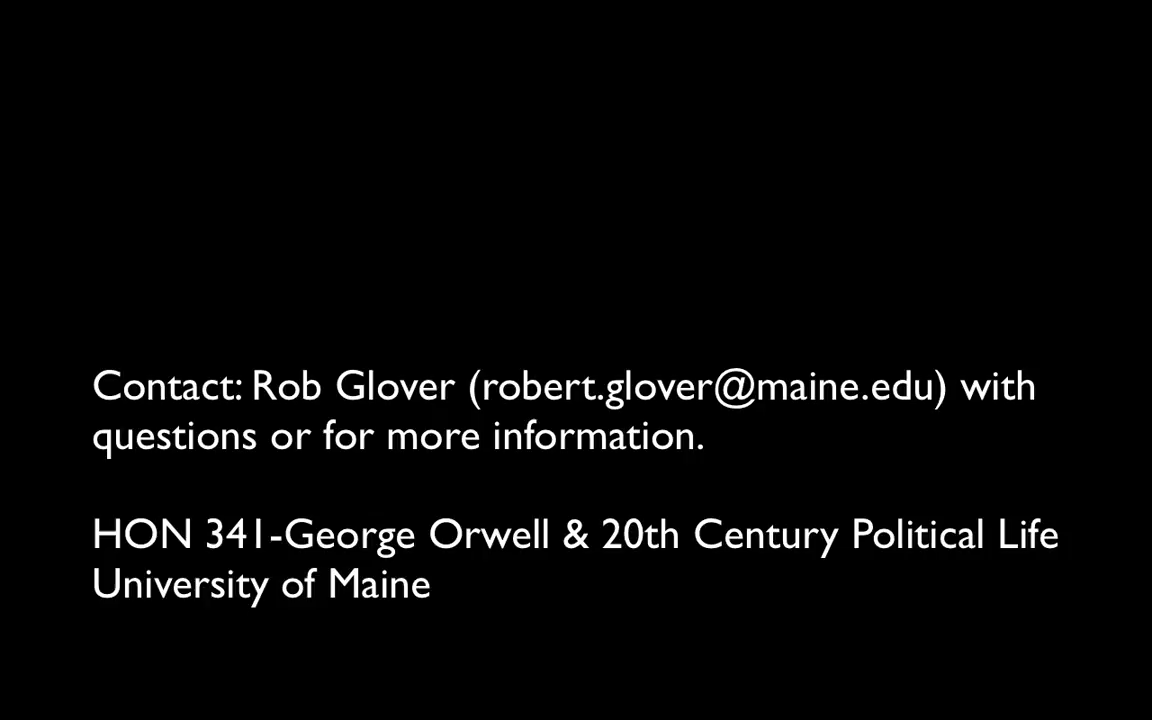 Contact: Rob Glover (robert.glover@maine.edu) with
questions or for more information.
HON 341-George Orwell & 20th Century Political Life
University of Maine